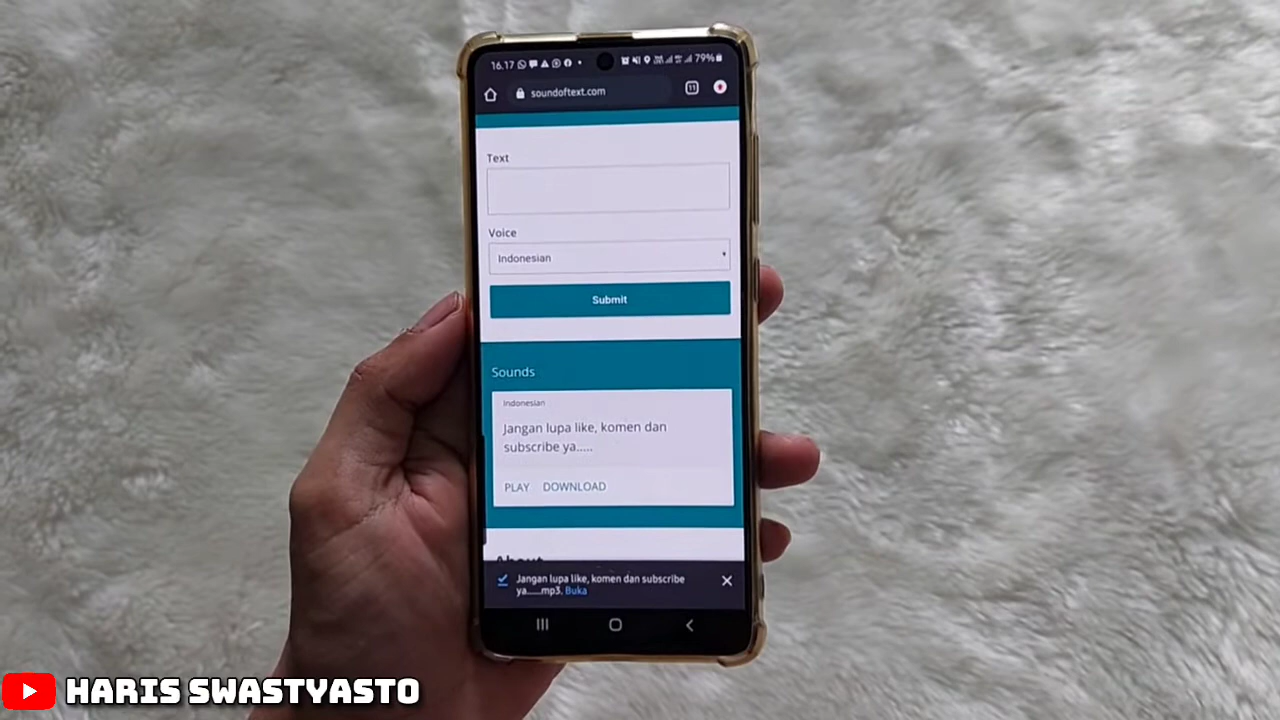 16.17
79%
soundoftext.com
11
Text
Voice
Indonesian
Submit
Sounds
Indonesian
Jangan lupa like, komen dan
subscribe ya.....
PLAY DOWNLOAD
About
Jangan lupa like, komen dan subscribe
ya.....mp3. Buka
HARIS SWASTYASTO